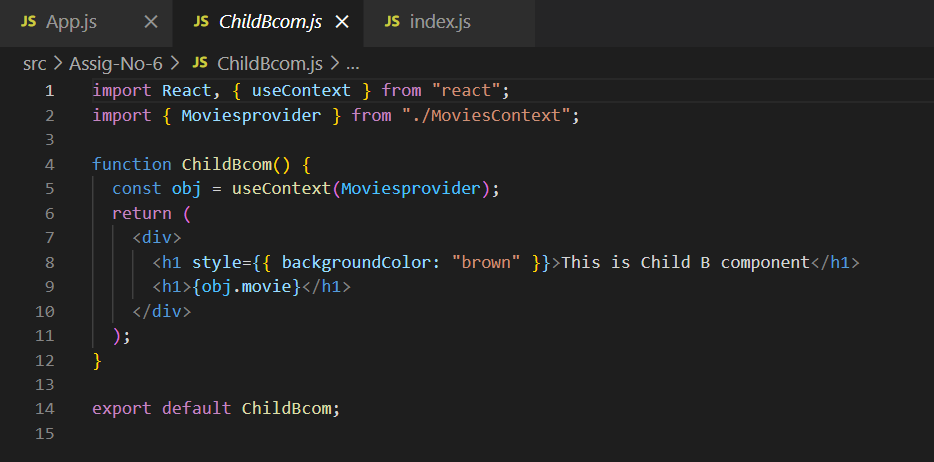 JS App.js × JS ChildBcom.js × JS index.js
src > Assig-No-6 > JS ChildBcom.js > ...
1 import React, { useContext } from "react";
2 import { Moviesprovider } from "./MoviesContext";
3
4 function ChildBcom() {
5   const obj = useContext(Moviesprovider);
6   return (
7     <div>
8       <h1 style={{ backgroundColor: "brown" }}>This is Child B component</h1>
9       <h1>{obj.movie}</h1>
10     </div>
11   );
12 }
13
14 export default ChildBcom;
15